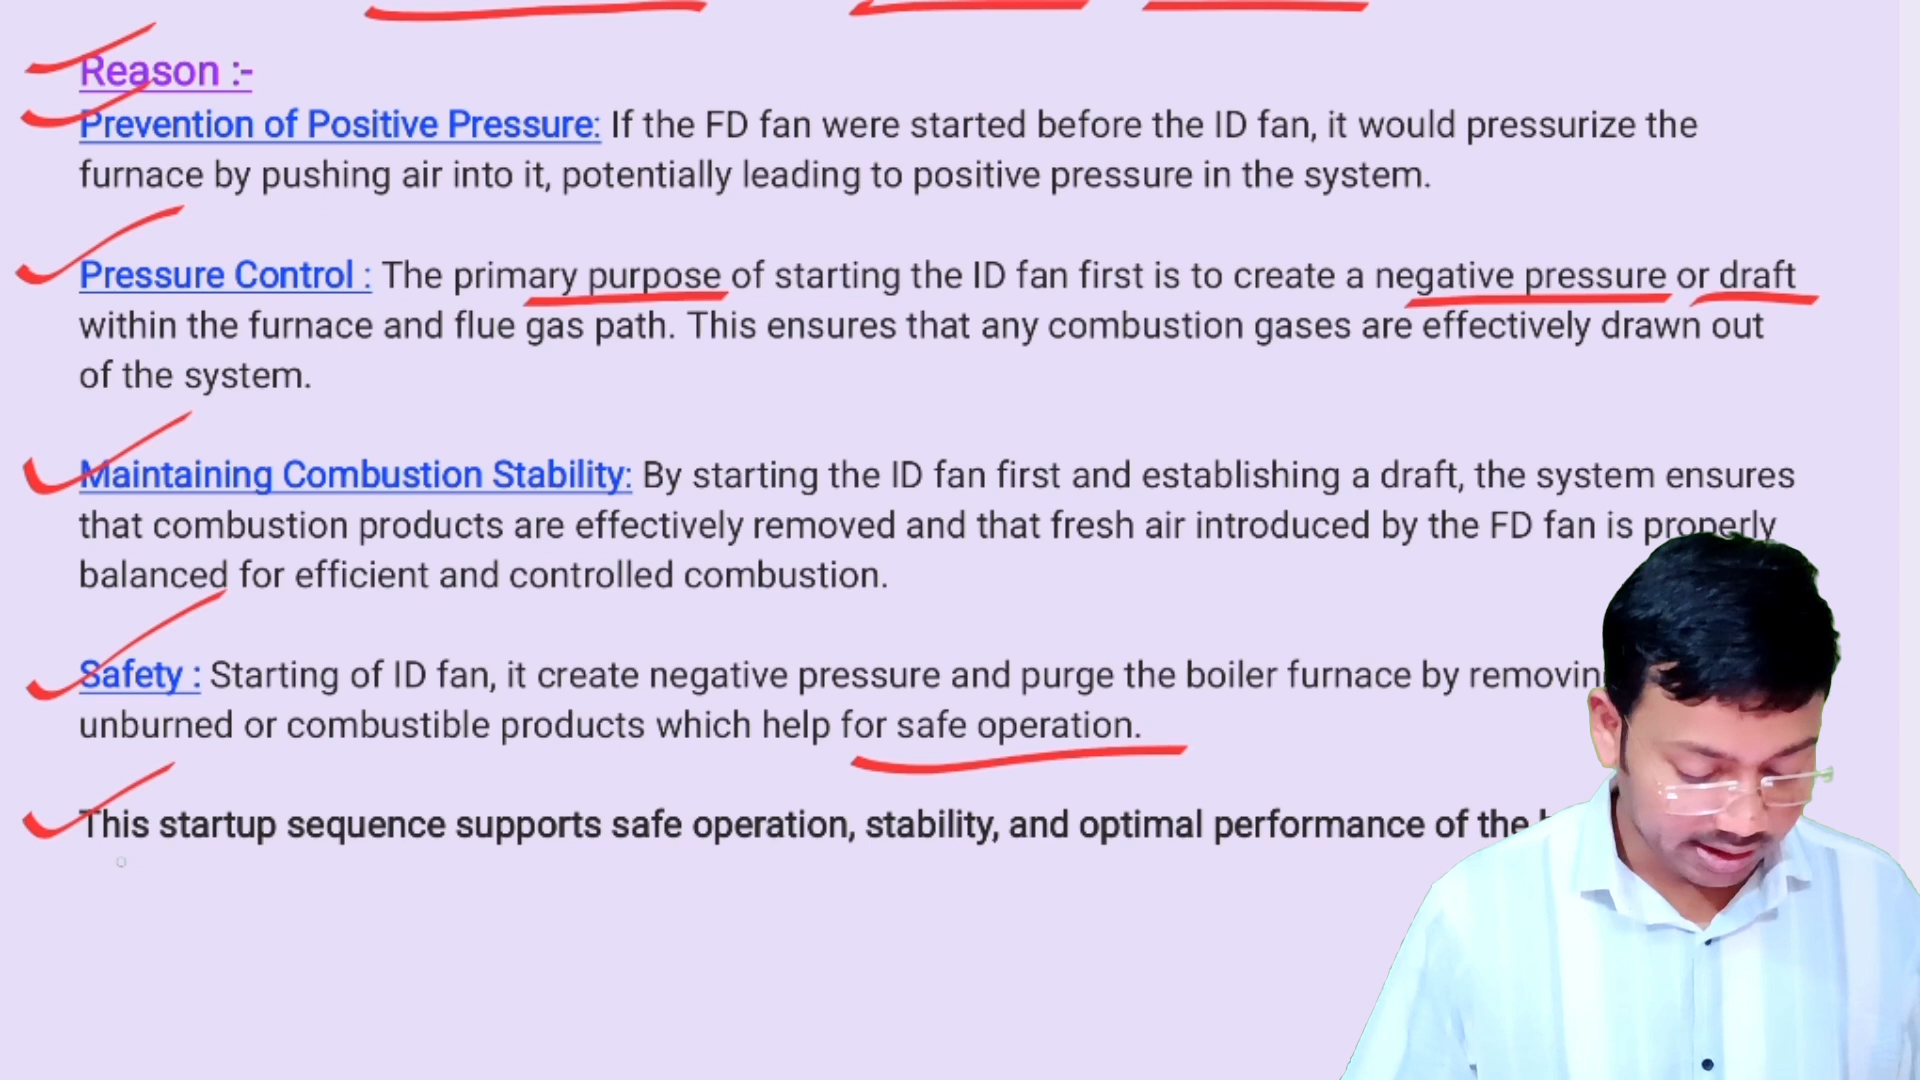 Reason :-
Prevention of Positive Pressure: If the FD fan were started before the ID fan, it would pressurize the
furnace by pushing air into it, potentially leading to positive pressure in the system.
Pressure Control : The primary purpose of starting the ID fan first is to create a negative pressure or draft
within the furnace and flue gas path. This ensures that any combustion gases are effectively drawn out
of the system.
Maintaining Combustion Stability: By starting the ID fan first and establishing a draft, the system ensures
that combustion products are effectively removed and that fresh air introduced by the FD fan is properly
balanced for efficient and controlled combustion.
Safety : Starting of ID fan, it create negative pressure and purge the boiler furnace by
unburned or combustible products which help for safe operation.
This startup sequence supports safe operation, stability, and optimal performance of the